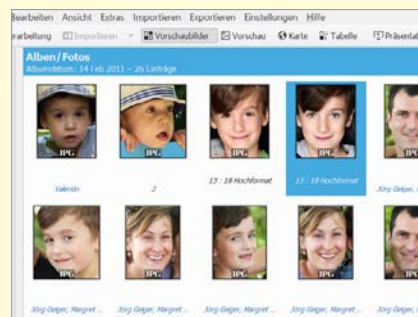 Bearbeiten Ansicht Extras Importieren Exportieren Einstellungen Hilfe
rarbeitung Importieren Vorschaubilder Vorschau Karte Tabelle Präsentat
Alben/Fotos
Albumdatum: 14 Feb 2011 – 26 Einträge
JPG JPG JPG JPG JPG
Valentin 2 13 : 18 Hochformat 13 : 18 Hochformat Jörg Geiger,
JPG JPG JPG JPG JPG
Jörg Geiger, Margret ... Jörg Geiger, Margret ... Jörg Geiger, Margret ... Jörg Geiger, Margret ... Jörg Geiger,